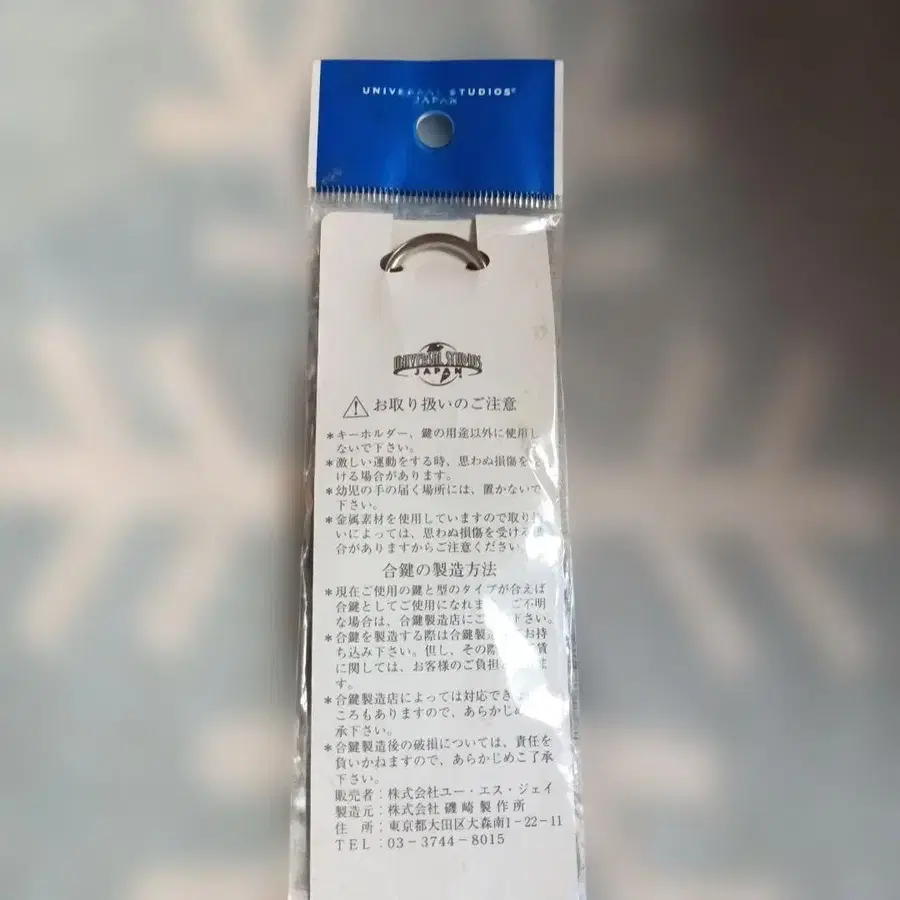 UNIVERSAL STUDIOS®
JAPAN
UNIVERSAL STUDIOS
JAPAN
お取り扱いのご注意
*キーホルダー、鍵の用途以外に使用し
ないで下さい。
*激しい運動をする時、思わぬ損傷を
ける場合があります。
*幼児の手の届く場所には、置かないで
下さい。
*金属素材を使用していますので取り
いによっては、思わぬ損傷を受ける
合がありますからご注意ください
合鍵の製造方法
*現在ご使用の鍵と型のタイプが合えば
合鍵としてご使用になれま ご不明
な場合は、合鍵製造店にご 下さい。
*合鍵を製造する際は合鍵製 お持
ち込み下さい。但し、その際 賃
に関しては、お客様のご負担 ま
す。
*合鍵製造店によっては対応でき
ころもありますので、あらかじめ
承下さい。
*合鍵製造後の破損については、責任を
負いかねますので、あらかじめご了承
下さい。
販売者:株式会社ユー・エス・ジェイ
製造元:株式会社 磯崎製作所
住 所:東京都大田区大森南1-22-11
TEL:03-3744-8015